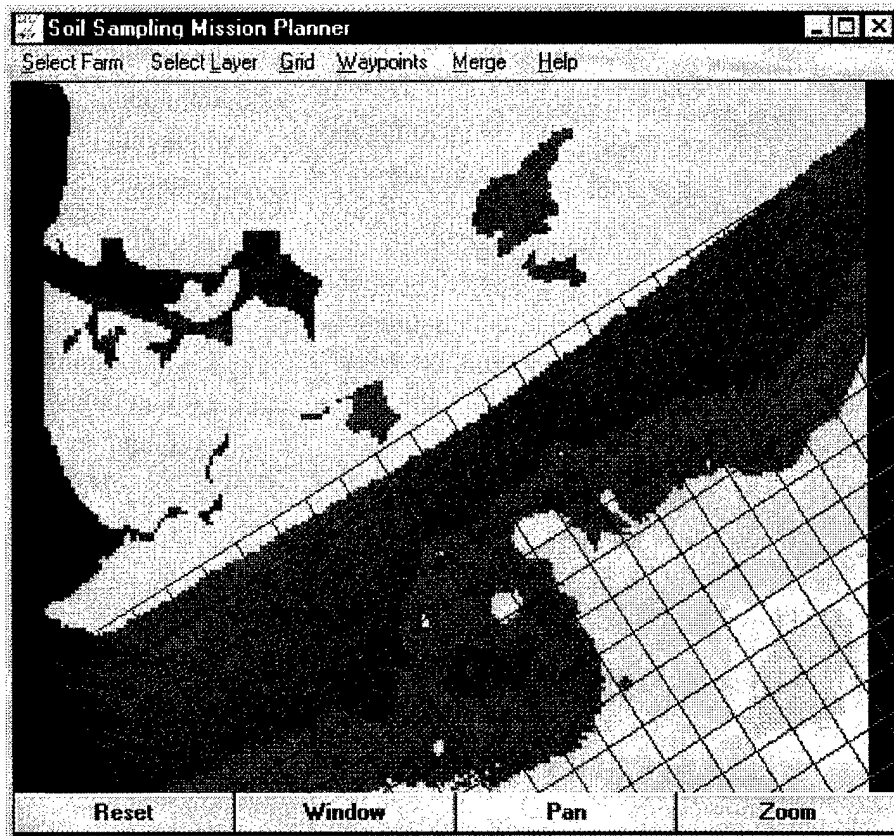 Soil Sampling Mission Planner
Select Farm Select Layer Grid Waypoints Merge Help
Reset Window Pan Zoom